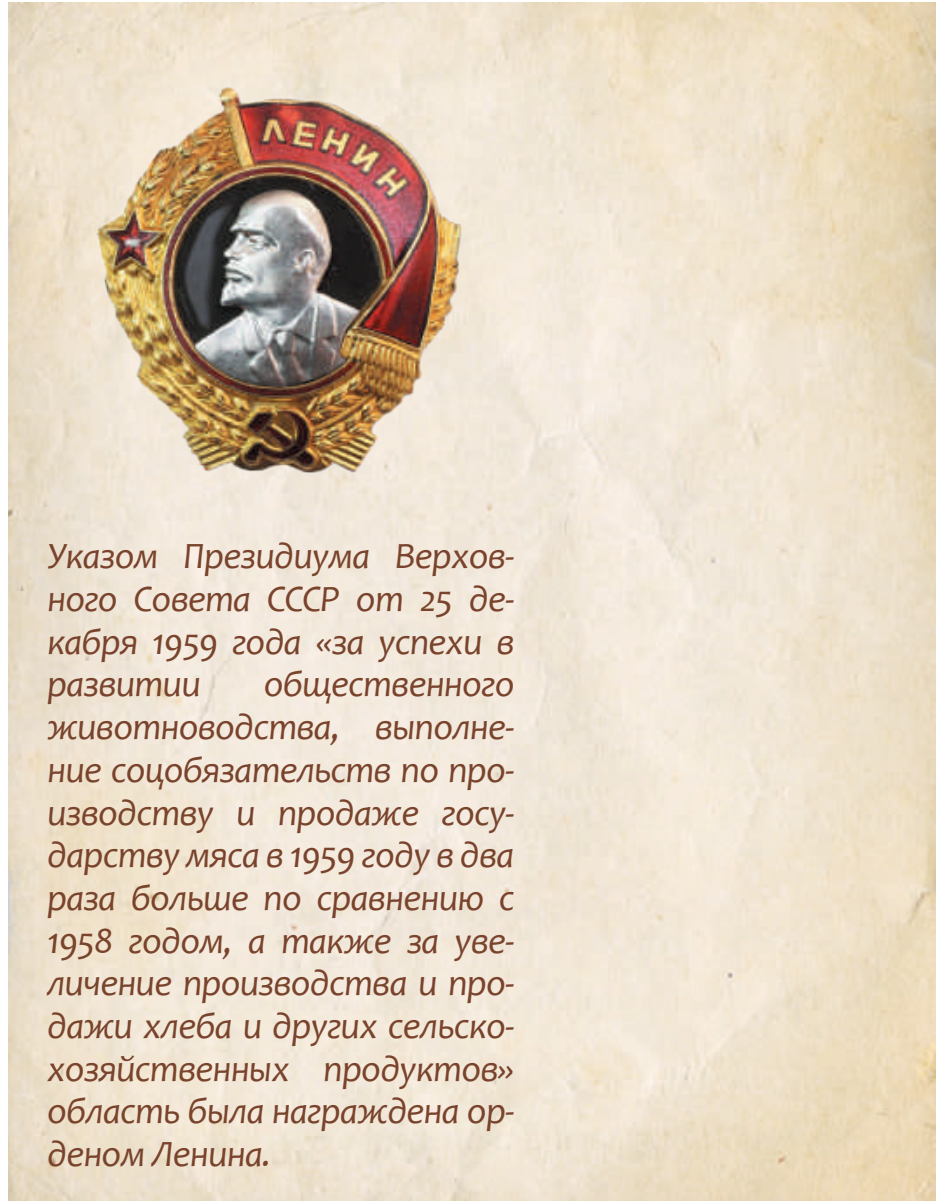 ЛЕНИН
Указом Президиума Верхов-
ного Совета СССР от 25 де-
кабря 1959 года «за успехи в
развитии общественного
животноводства, выполне-
ние соцобязательств по про-
изводству и продаже госу-
дарству мяса в 1959 году в два
раза больше по сравнению с
1958 годом, а также за уве-
личение производства и про-
дажи хлеба и других сельско-
хозяйственных продуктов»
область была награждена ор-
деном Ленина.